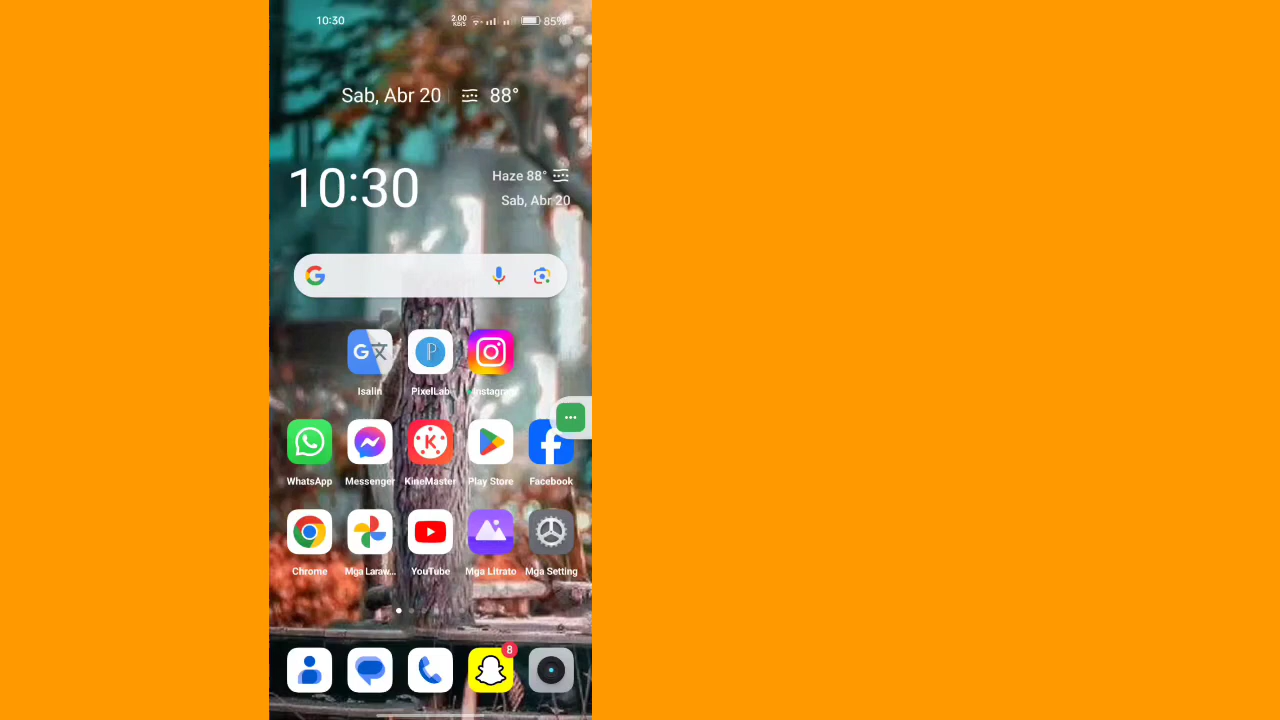 10:30
2.00 KB/S
85%
Sab, Abr 20
88°
10:30
Haze 88°
Sab, Abr 20
Isalin
PixelLab
Instagram
WhatsApp
Messenger
KineMaster
Play Store
Facebook
Chrome
Mga Laraw...
YouTube
Mga Litrato
Mga Setting
8